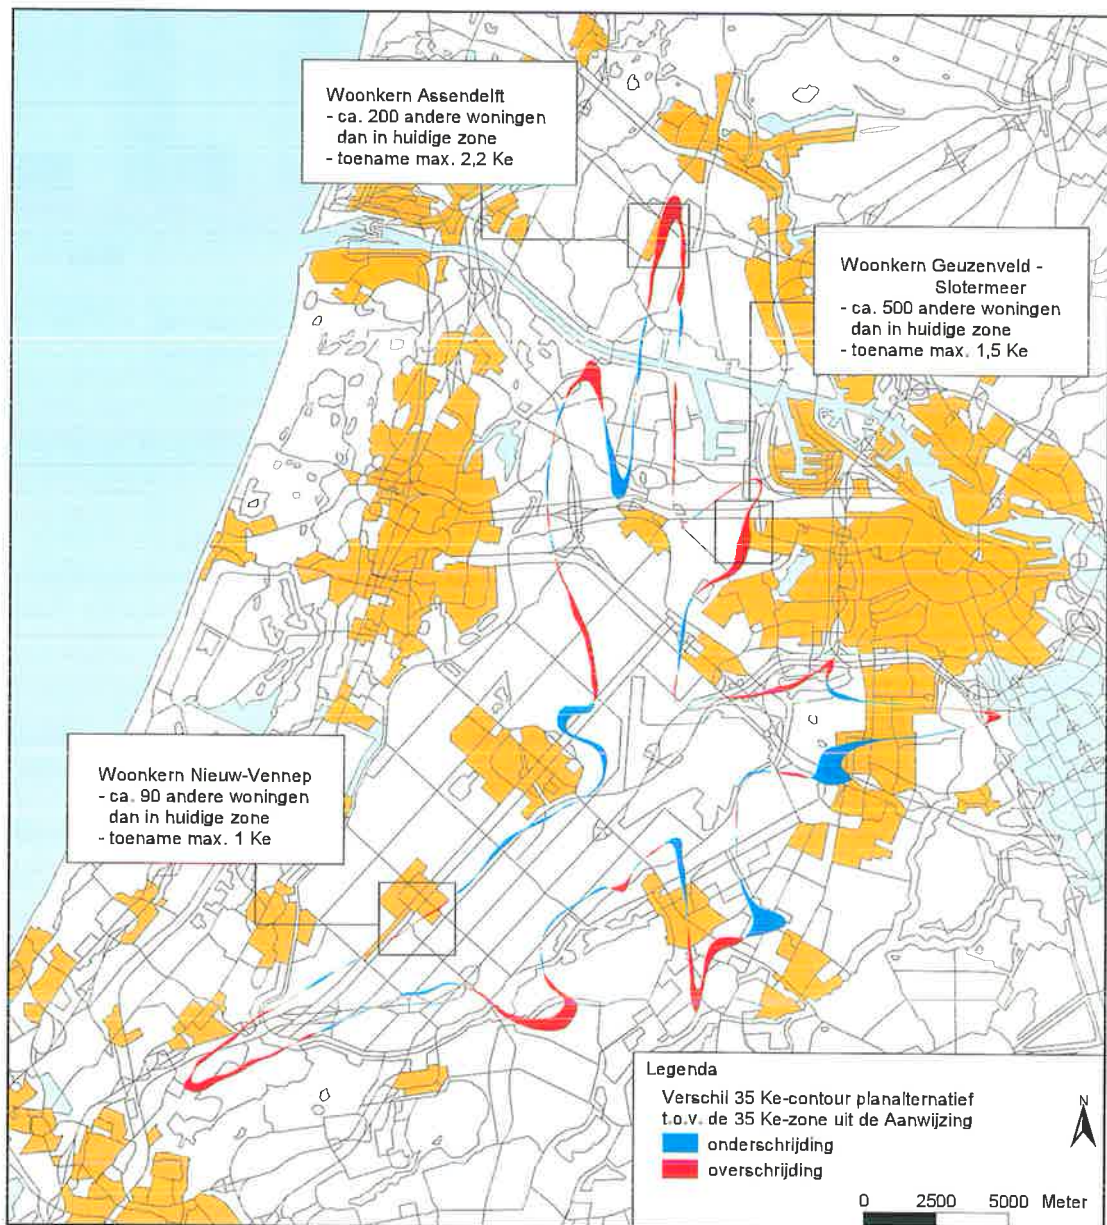 Woonkern Assendelft
- ca. 200 andere woningen
dan in huidige zone
- toename max. 2,2 Ke
Woonkern Geuzenveld -
Slotermeer
- ca. 500 andere woningen
dan in huidige zone
- toename max. 1,5 Ke
Woonkern Nieuw-Vennep
- ca. 90 andere woningen
dan in huidige zone
- toename max. 1 Ke
Legenda
Verschil 35 Ke-contour planalternatief
t.o.v. de 35 Ke-zone uit de Aanwijzing
onderschrijding
overschrijding
N
0 2500 5000 Meter